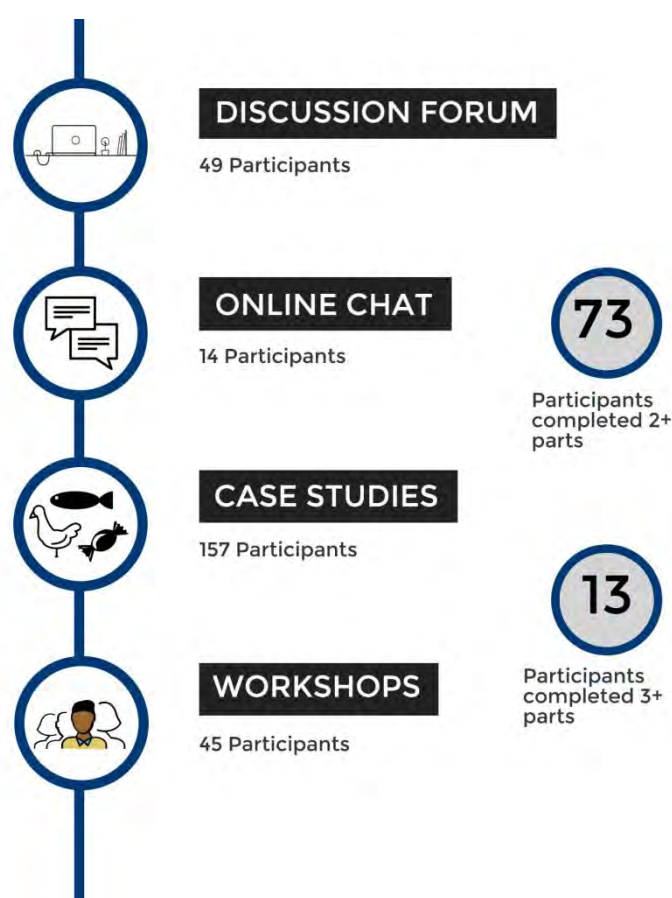 DISCUSSION FORUM
49 Participants
ONLINE CHAT
14 Participants
73
Participants
completed 2+
parts
CASE STUDIES
157 Participants
13
Participants
completed 3+
parts
WORKSHOPS
45 Participants